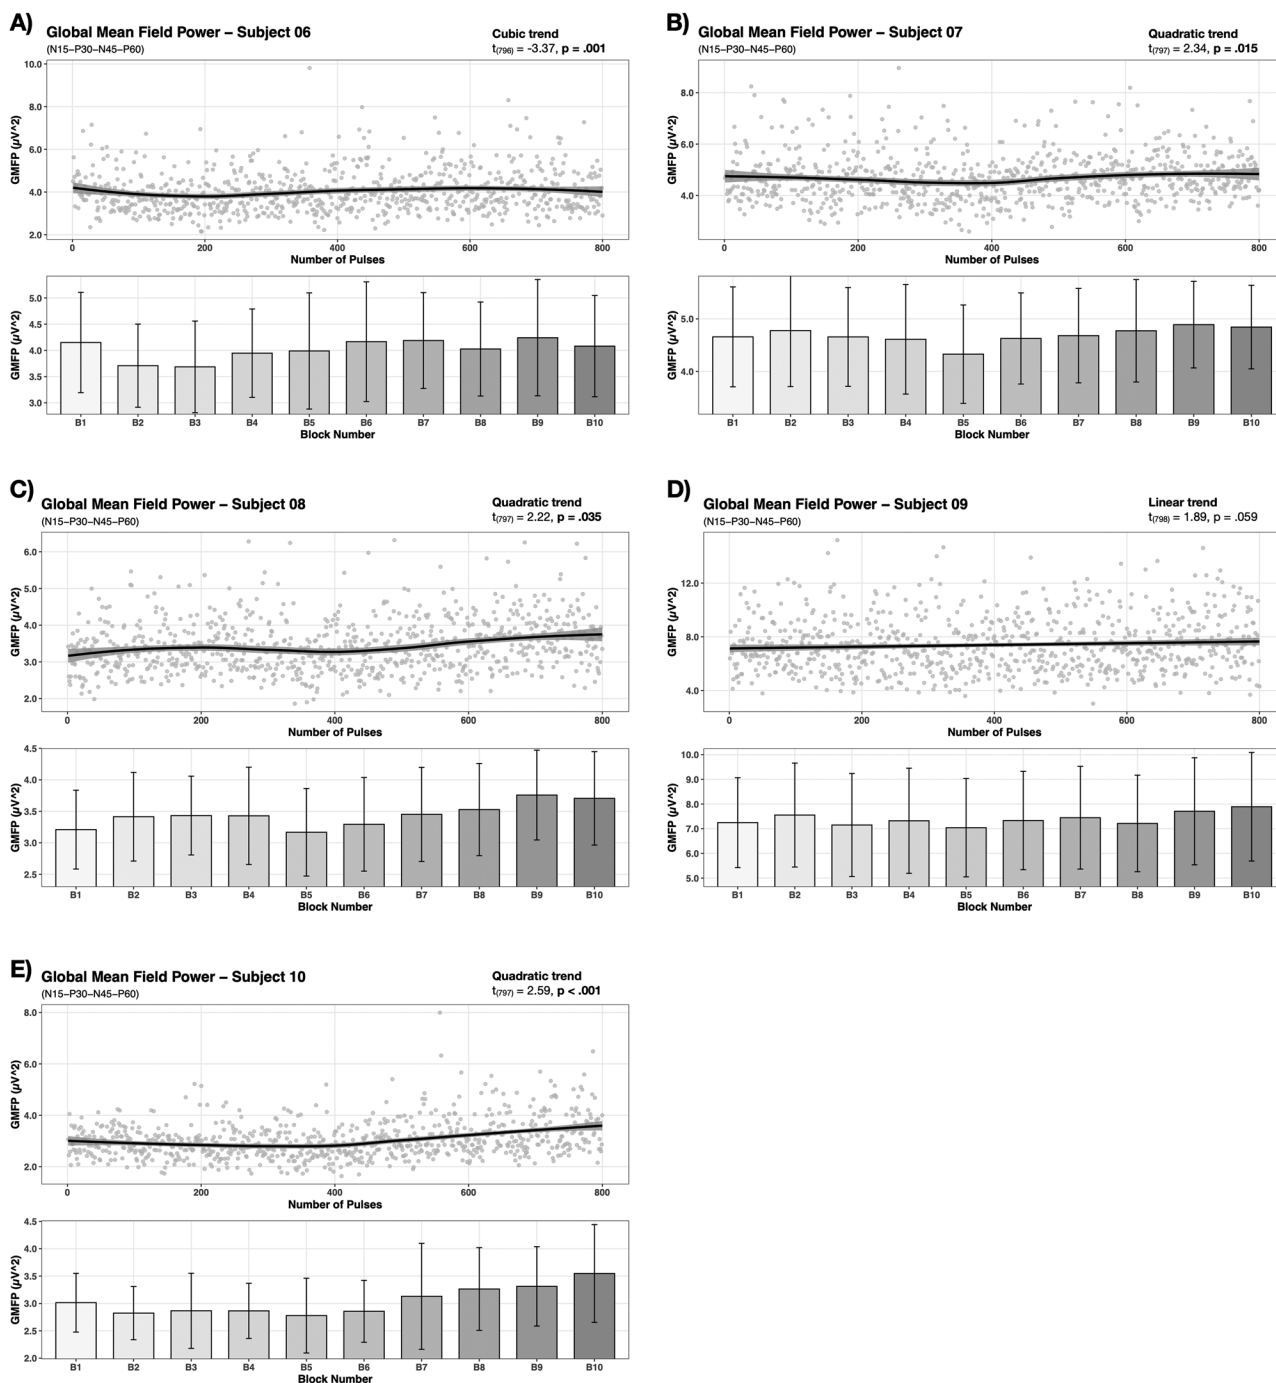 A)
Global Mean Field Power – Subject 06
(N15–P30–N45–P60)
Cubic trend
t(796) = -3.37, p = .001
GMFP (µV^2)
10.0
8.0
6.0
4.0
2.0
0 200 400 600 800
Number of Pulses
GMFP (µV^2)
5.0
4.5
4.0
3.5
3.0
B1 B2 B3 B4 B5 B6 B7 B8 B9 B10
Block Number
B)
Global Mean Field Power – Subject 07
(N15–P30–N45–P60)
Quadratic trend
t(797) = 2.34, p = .015
GMFP (µV^2)
8.0
6.0
4.0
0 200 400 600 800
Number of Pulses
GMFP (µV^2)
5.0
4.0
B1 B2 B3 B4 B5 B6 B7 B8 B9 B10
Block Number
C)
Global Mean Field Power – Subject 08
(N15–P30–N45–P60)
Quadratic trend
t(797) = 2.22, p = .035
GMFP (µV^2)
6.0
5.0
4.0
3.0
2.0
0 200 400 600 800
Number of Pulses
GMFP (µV^2)
4.5
4.0
3.5
3.0
2.5
B1 B2 B3 B4 B5 B6 B7 B8 B9 B10
Block Number
D)
Global Mean Field Power – Subject 09
(N15–P30–N45–P60)
Linear trend
t(798) = 1.89, p = .059
GMFP (µV^2)
12.0
8.0
4.0
0 200 400 600 800
Number of Pulses
GMFP (µV^2)
10.0
9.0
8.0
7.0
6.0
5.0
B1 B2 B3 B4 B5 B6 B7 B8 B9 B10
Block Number
E)
Global Mean Field Power – Subject 10
(N15–P30–N45–P60)
Quadratic trend
t(797) = 2.59, p < .001
GMFP (µV^2)
8.0
6.0
4.0
2.0
0 200 400 600 800
Number of Pulses
GMFP (µV^2)
4.5
4.0
3.5
3.0
2.5
2.0
B1 B2 B3 B4 B5 B6 B7 B8 B9 B10
Block Number